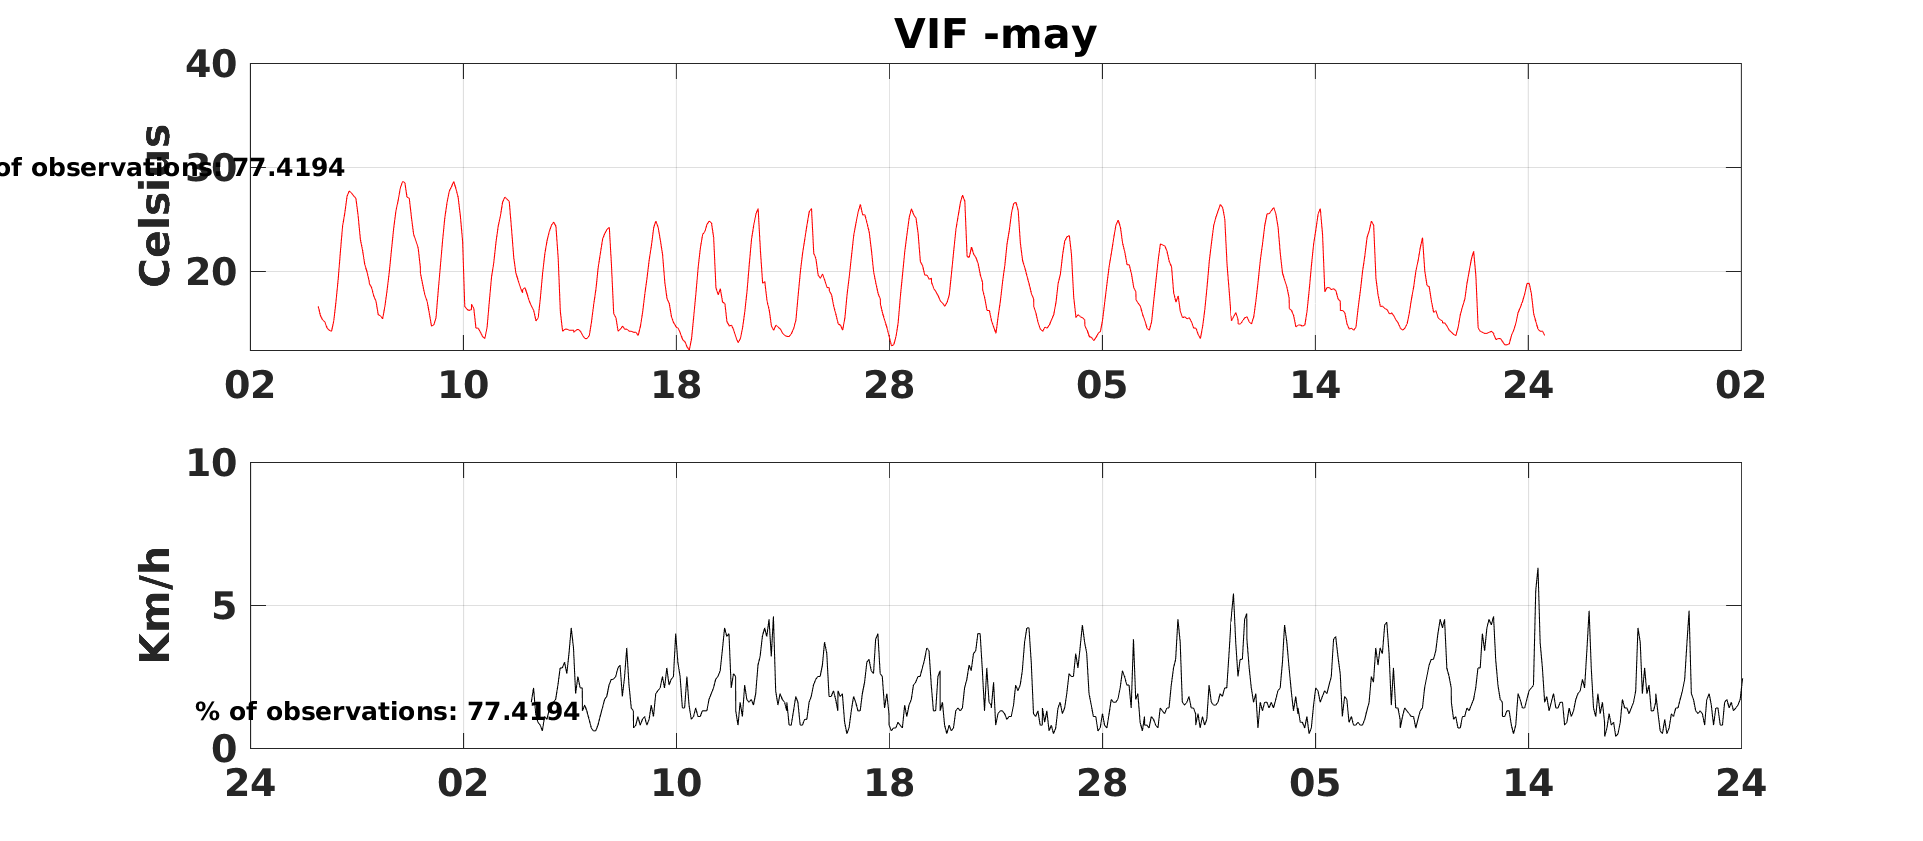 VIF -may
40
30
20
Celsius
of observations: 77.4194
02 10 18 28 05 14 24 02
10
5
0
Km/h
% of observations: 77.4194
24 02 10 18 28 05 14 24